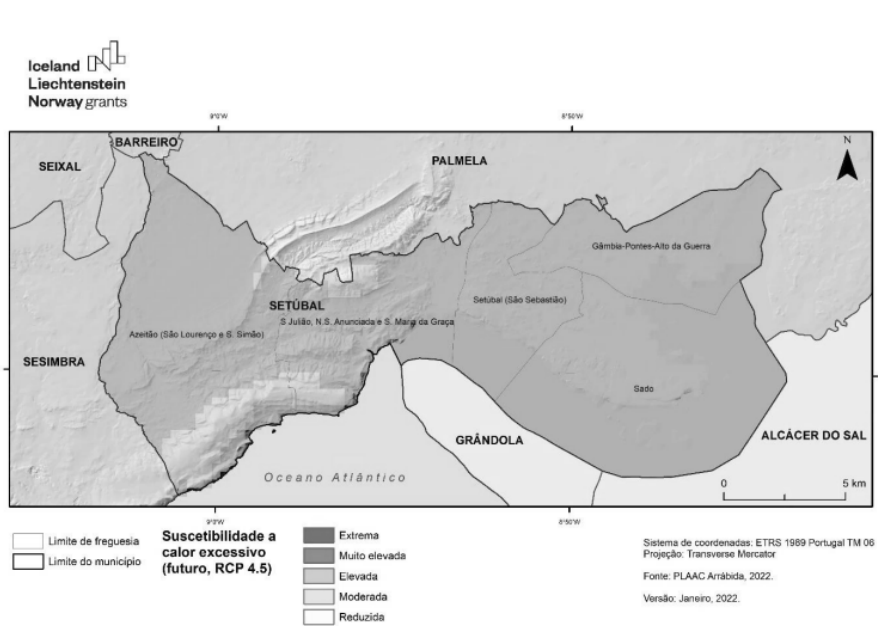 Iceland
Liechtenstein
Norway grants
9°0'W
8°50'W
BARREIRO
SEIXAL
PALMELA
N
Gâmbia-Pontes-Alto da Guerra
SETÚBAL
Setúbal (São Sebastião)
S.Julião, N.S. Anunciada e S. Maria da Graça
Azeitão (São Lourenço e S. Simão)
SESIMBRA
Sado
GRÂNDOLA
ALCÁCER DO SAL
Oceano Atlântico
0
5 km
9°0'W
8°50'W
Limite de freguesia
Limite do município
Suscetibilidade a
calor excessivo
(futuro, RCP 4.5)
Extrema
Muito elevada
Elevada
Moderada
Reduzida
Sistema de coordenadas: ETRS 1989 Portugal TM 06
Projeção: Transverse Mercator
Fonte: PLAAC Arrábida, 2022.
Versão: Janeiro, 2022.